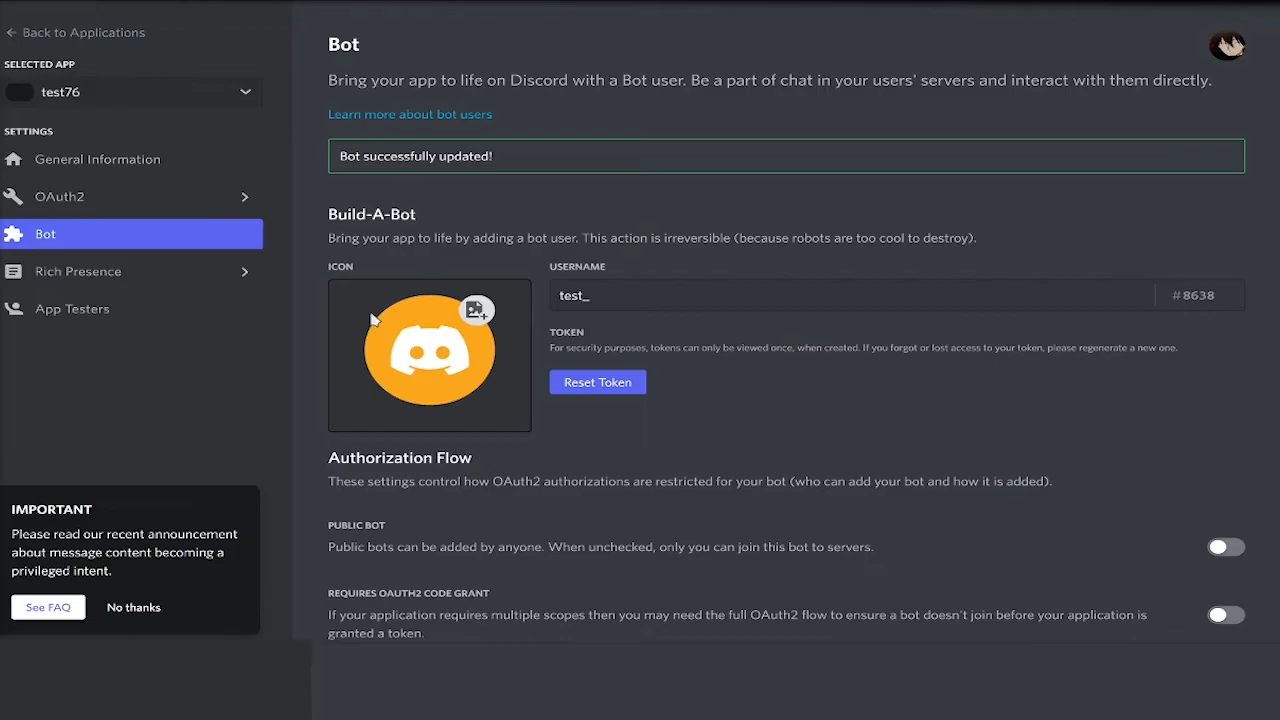 Back to Applications
SELECTED APP
test76
SETTINGS
General Information
OAuth2
Bot
Rich Presence
App Testers
IMPORTANT
Please read our recent announcement
about message content becoming a
privileged intent.
See FAQ
No thanks
Bot
Bring your app to life on Discord with a Bot user. Be a part of chat in your users' servers and interact with them directly.
Learn more about bot users
Bot successfully updated!
Build-A-Bot
Bring your app to life by adding a bot user. This action is irreversible (because robots are too cool to destroy).
ICON
USERNAME
test_
#8638
TOKEN
For security purposes, tokens can only be viewed once, when created. If you forgot or lost access to your token, please regenerate a new one.
Reset Token
Authorization Flow
These settings control how OAuth2 authorizations are restricted for your bot (who can add your bot and how it is added).
PUBLIC BOT
Public bots can be added by anyone. When unchecked, only you can join this bot to servers.
REQUIRES OAUTH2 CODE GRANT
If your application requires multiple scopes then you may need the full OAuth2 flow to ensure a bot doesn't join before your application is
granted a token.